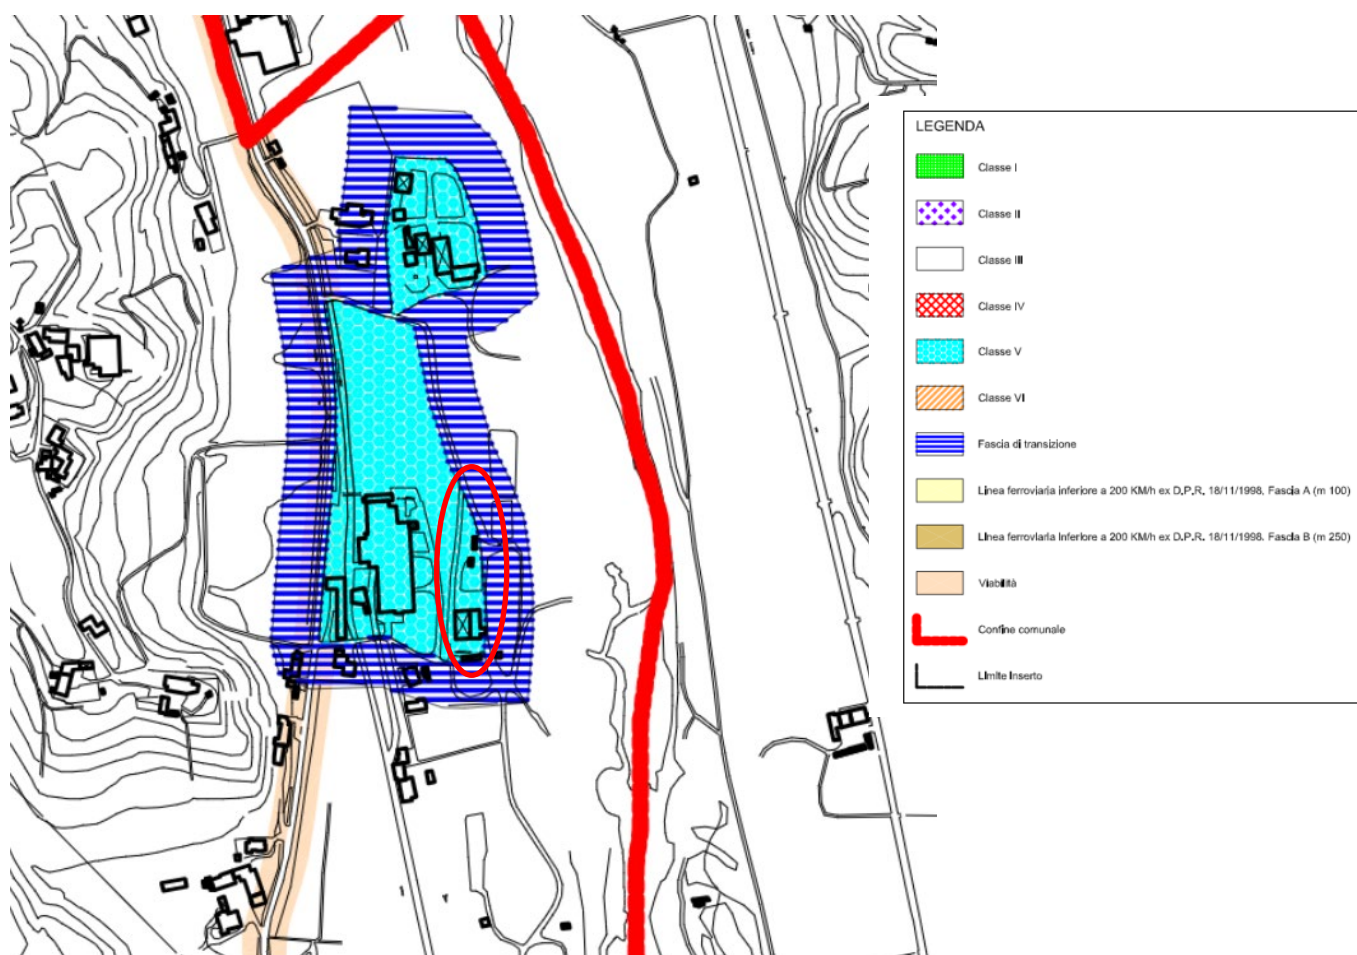 LEGENDA
Classe I
Classe II
Classe III
Classe IV
Classe V
Classe VI
Fascia di transizione
Linea ferroviaria inferiore a 200 KM/h ex D.P.R. 18/11/1998. Fascia A (m 100)
Linea ferroviaria inferiore a 200 KM/h ex D.P.R. 18/11/1998. Fascia B (m 250)
Viabilità
Confine comunale
Limite inserto